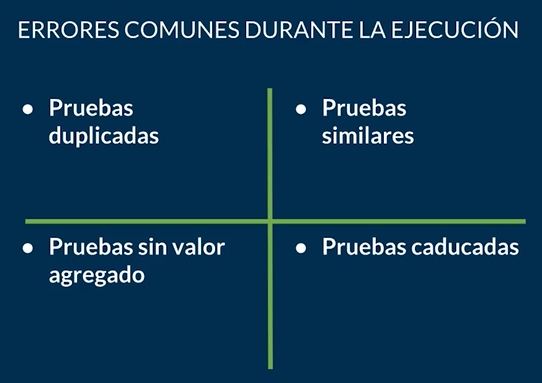 ERRORES COMUNES DURANTE LA EJECUCIÓN
● Pruebas
duplicadas
● Pruebas
similares
● Pruebas sin valor
agregado
● Pruebas caducadas